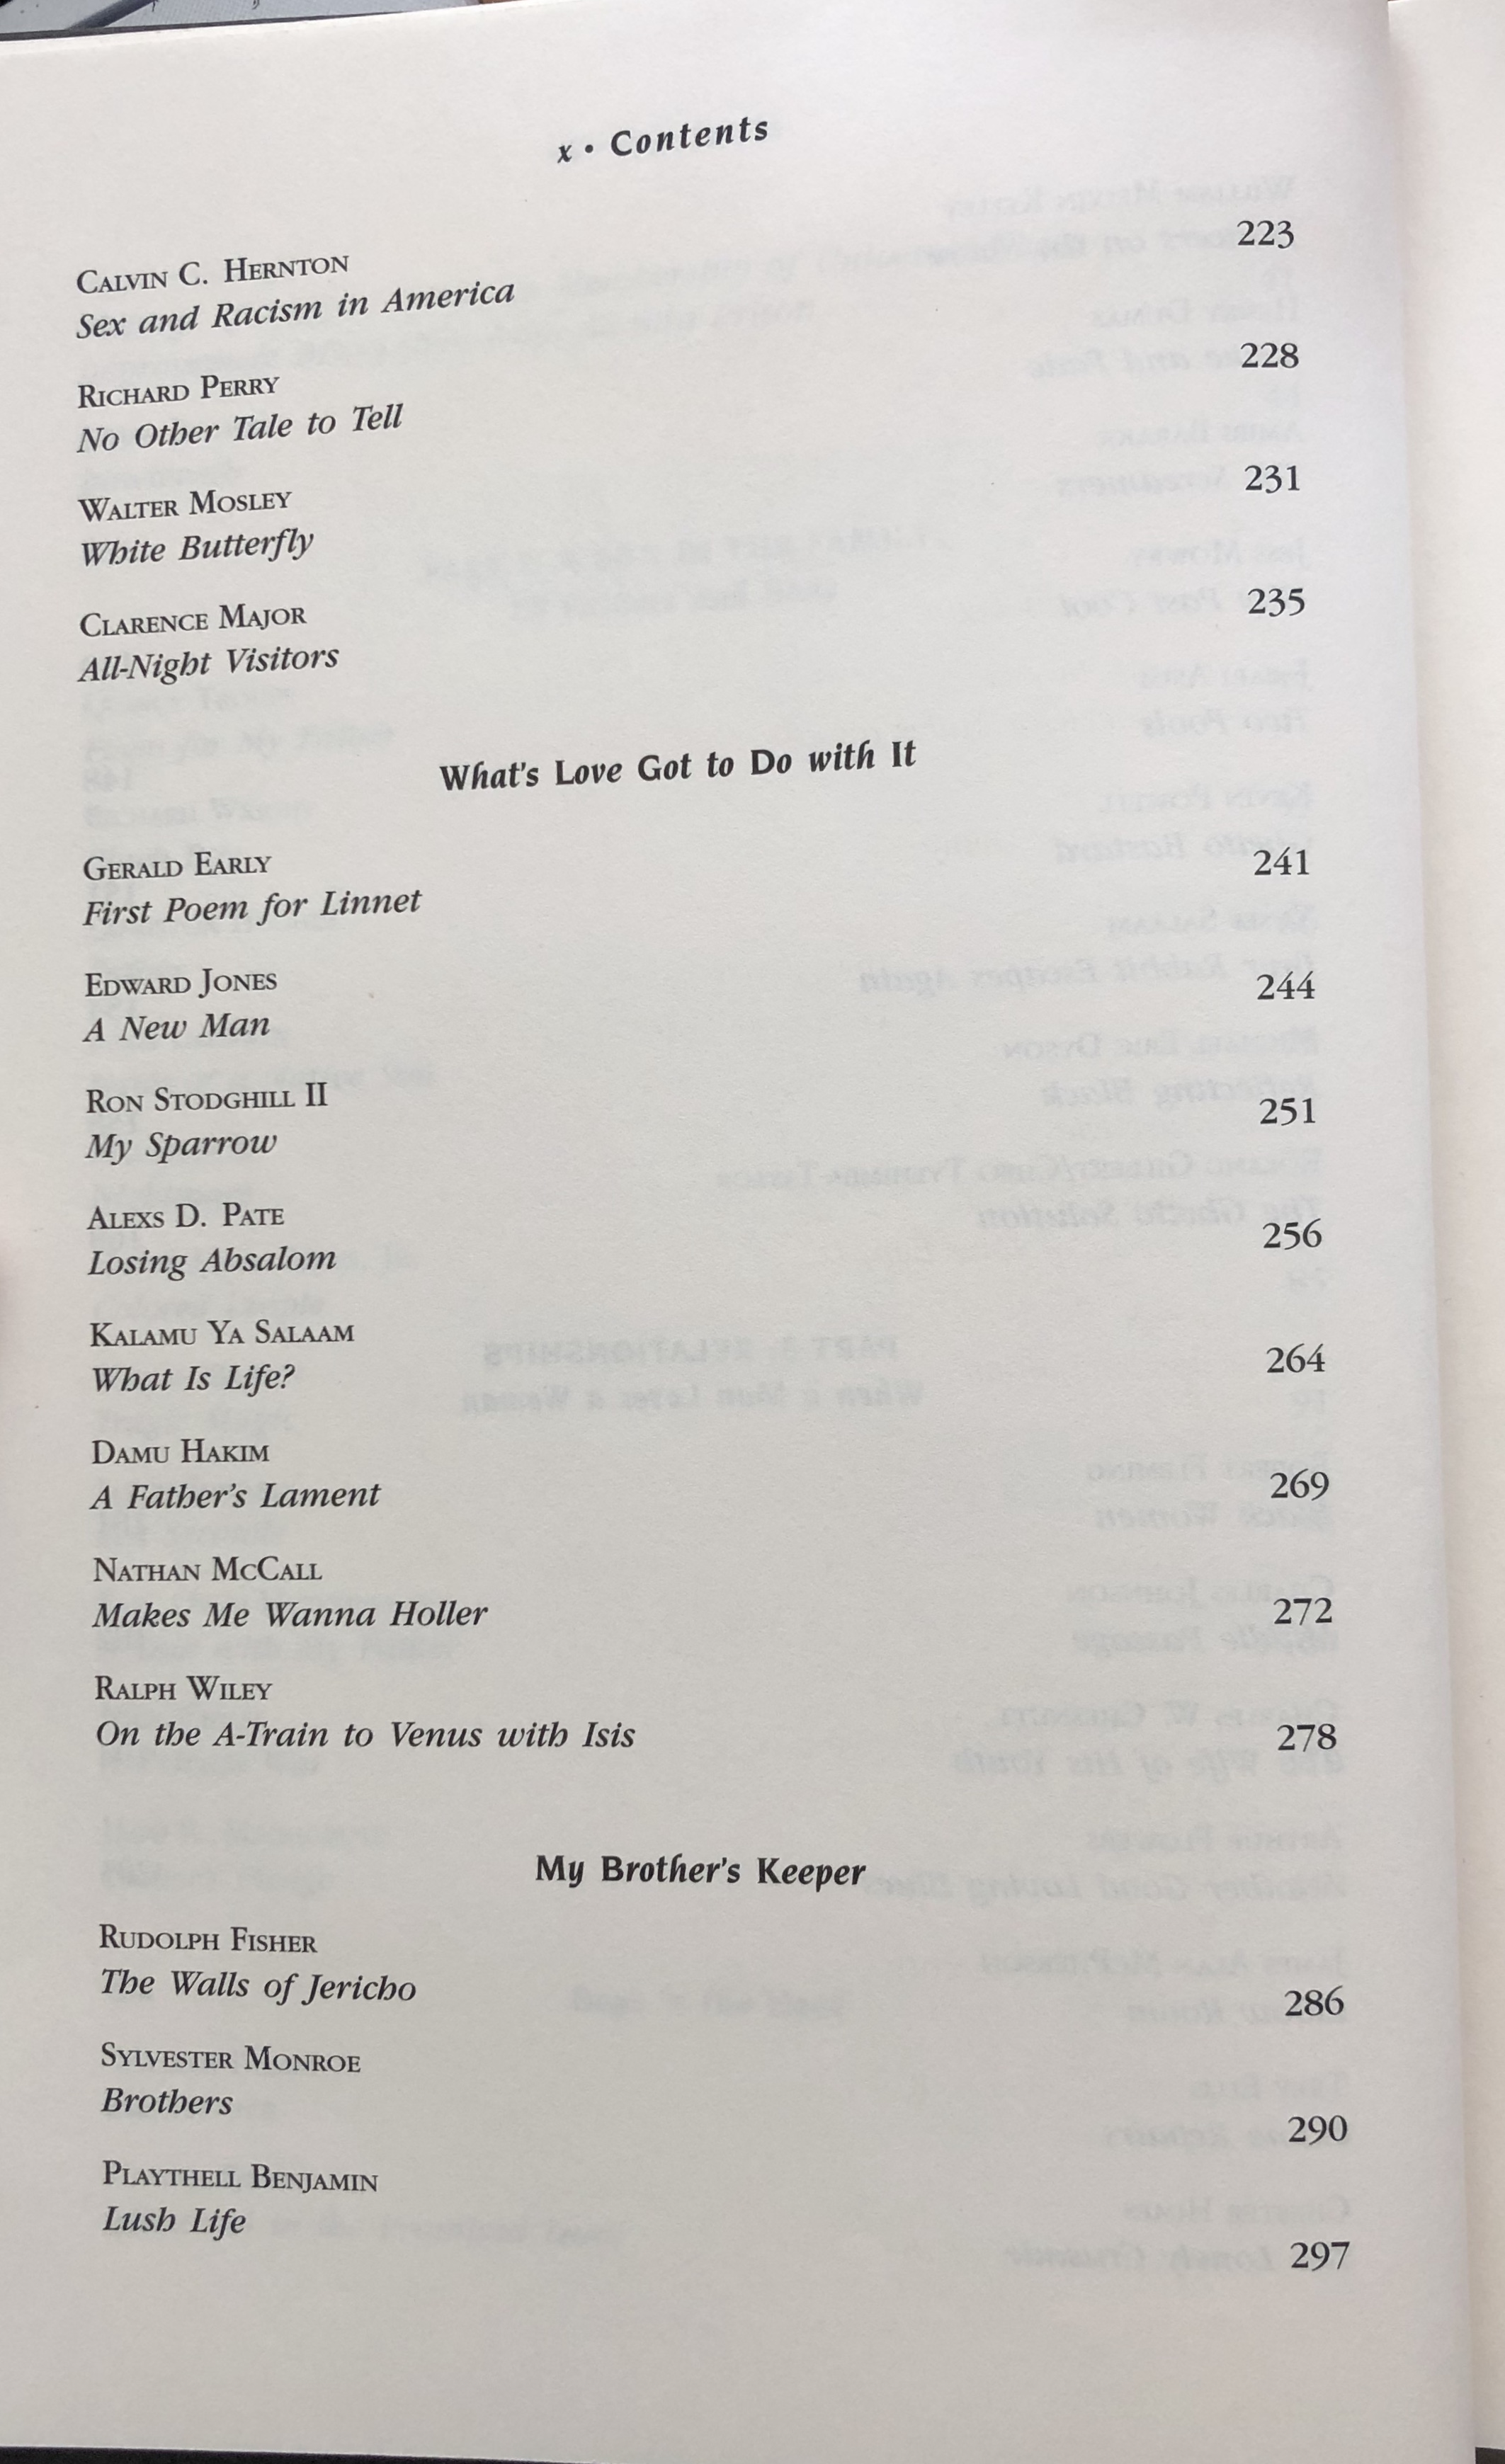 x • Contents
Calvin C. Hernton
Sex and Racism in America 223
Richard Perry
No Other Tale to Tell 228
Walter Mosley
White Butterfly 231
Clarence Major
All-Night Visitors 235
What's Love Got to Do with It
Gerald Early
First Poem for Linnet 241
Edward Jones
A New Man 244
Ron Stodghill II
My Sparrow 251
Alexs D. Pate
Losing Absalom 256
Kalamu Ya Salaam
What Is Life? 264
Damu Hakim
A Father's Lament 269
Nathan McCall
Makes Me Wanna Holler 272
Ralph Wiley
On the A-Train to Venus with Isis 278
My Brother's Keeper
Rudolph Fisher
The Walls of Jericho 286
Sylvester Monroe
Brothers 290
Playthell Benjamin
Lush Life 297